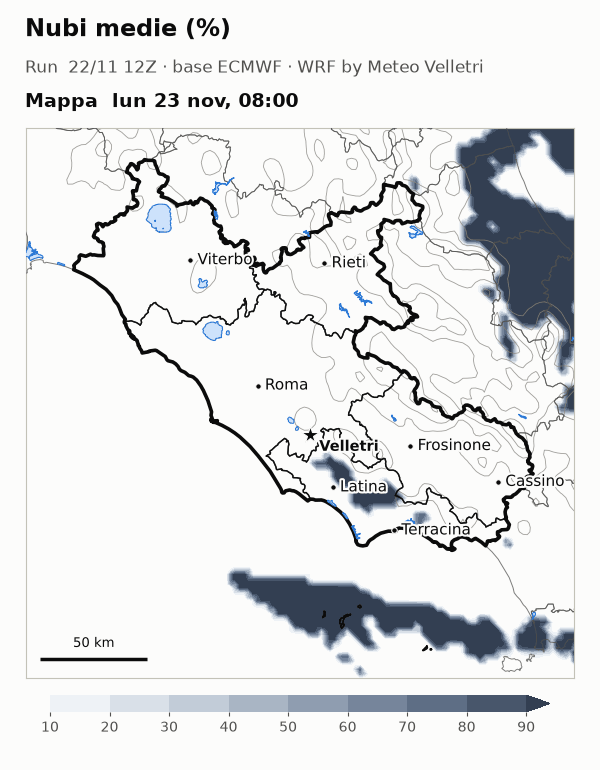 Nubi medie (%)
Run  22/11 12Z · base ECMWF · WRF by Meteo Velletri
Mappa  lun 23 nov, 08:00
Viterbo
Rieti
Roma
Velletri
Frosinone
Latina
Cassino
Terracina
50 km
10 20 30 40 50 60 70 80 90